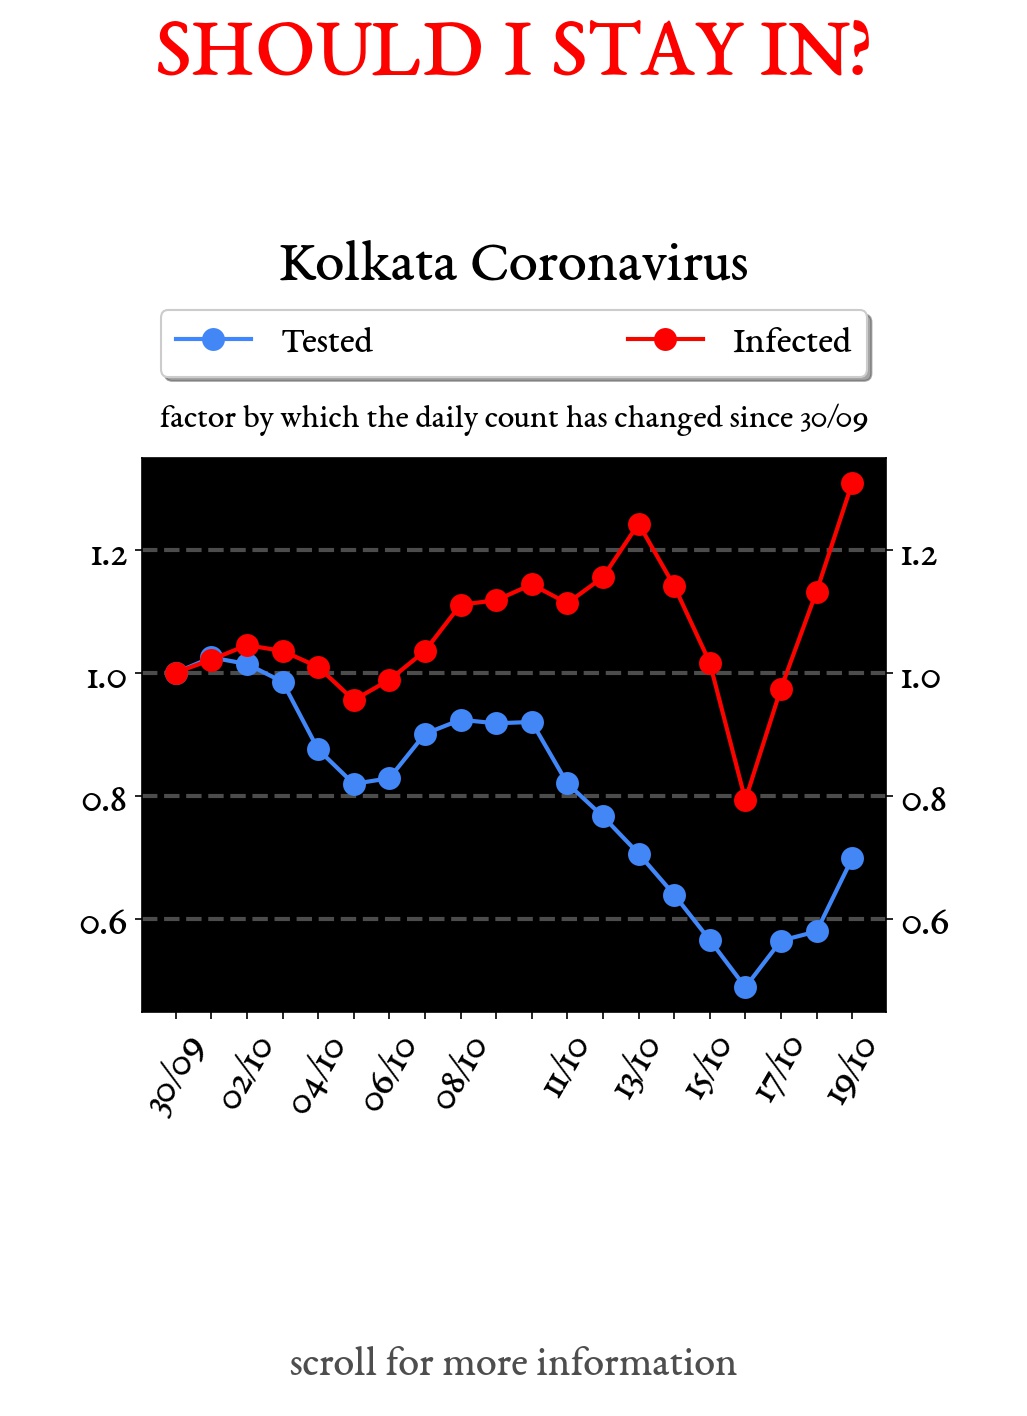 SHOULD I STAY IN?
Kolkata Coronavirus
Tested Infected
factor by which the daily count has changed since 30/09
1.2 1.2
1.0 1.0
0.8 0.8
0.6 0.6
30/09 02/10 04/10 06/10 08/10 11/10 13/10 15/10 17/10 19/10
scroll for more information